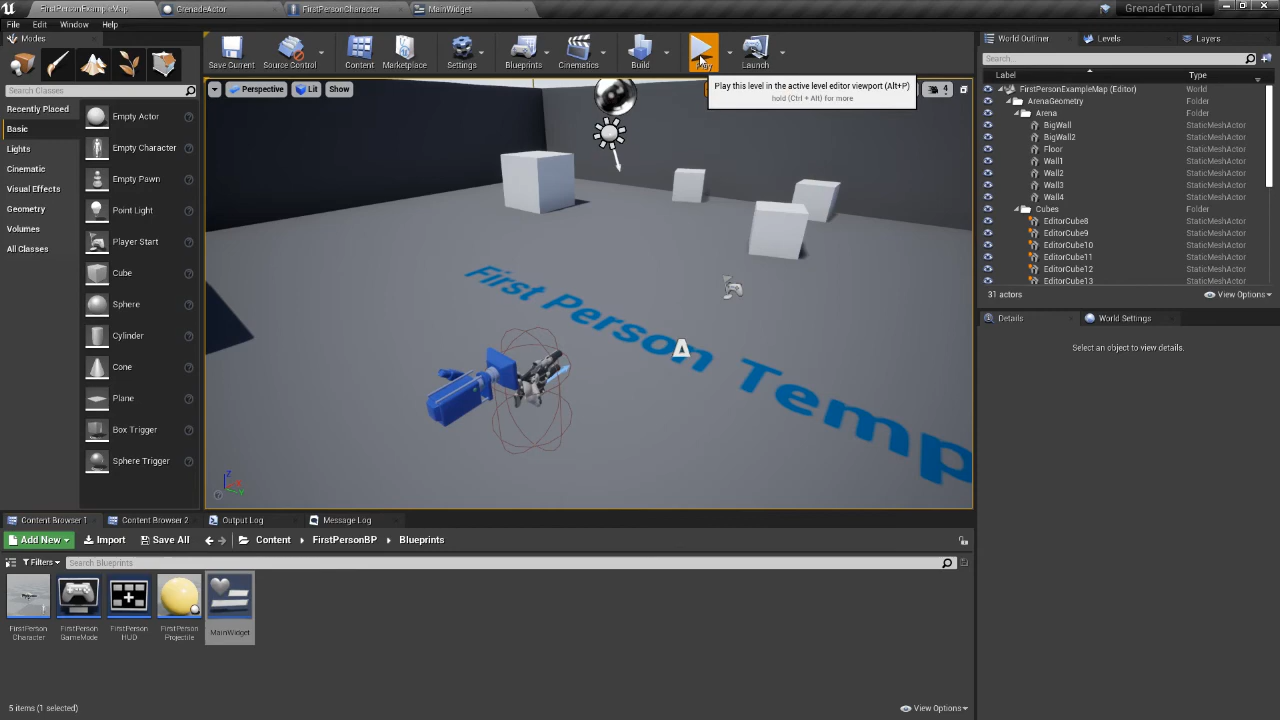 FirstPersonExampleMap GrenadeActor FirstPersonCharacter MainWidget GrenadeTutorial
File Edit Window Help
Modes
Save Current Source Control Content Marketplace Settings Blueprints Cinematics Build Play Launch
World Outliner Levels Layers
Search Classes
Search...
Play this level in the active level editor viewport (Alt+P)
hold (Ctrl + Alt) for more
Perspective Lit Show 4
Label Type
Recently Placed
Basic
Lights
Cinematic
Visual Effects
Geometry
Volumes
All Classes
Empty Actor
Empty Character
Empty Pawn
Point Light
Player Start
Cube
Sphere
Cylinder
Cone
Plane
Box Trigger
Sphere Trigger
First Person Temp
FirstPersonExampleMap (Editor) World
ArenaGeometry Folder
Arena Folder
BigWall StaticMeshActor
BigWall2 StaticMeshActor
Floor StaticMeshActor
Wall1 StaticMeshActor
Wall2 StaticMeshActor
Wall3 StaticMeshActor
Wall4 StaticMeshActor
Cubes Folder
EditorCube8 StaticMeshActor
EditorCube9 StaticMeshActor
EditorCube10 StaticMeshActor
EditorCube11 StaticMeshActor
EditorCube12 StaticMeshActor
EditorCube13 StaticMeshActor
31 actors View Options
Details World Settings
Select an object to view details.
Content Browser 1 Content Browser 2 Output Log Message Log
Add New Import Save All Content FirstPersonBP Blueprints
Filters Search Blueprints
FirstPerson
Character
FirstPerson
GameMode
FirstPerson
HUD
FirstPerson
Projectile
MainWidget
5 items (1 selected) View Options